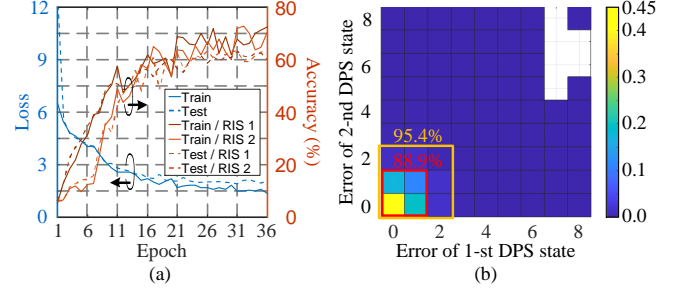 12
9
6
3
0
Loss
80
60
40
20
0
Accuracy (%)
Train
Test
Train / RIS 1
Train / RIS 2
Test / RIS 1
Test / RIS 2
1 6 11 16 21 26 31 36
Epoch
(a)
8
6
4
2
0
Error of 2-nd DPS state
95.4%
88.9%
0 2 4 6 8
Error of 1-st DPS state
0.45
0.4
0.3
0.2
0.1
0.0
(b)